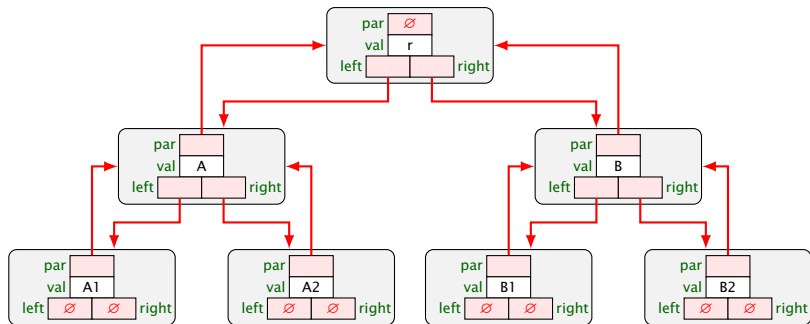 par ∅
val r
left right
par par
val A val B
left right left right
par par par par
val A1 val A2 val B1 val B2
left ∅ ∅ right left ∅ ∅ right left ∅ ∅ right left ∅ ∅ right